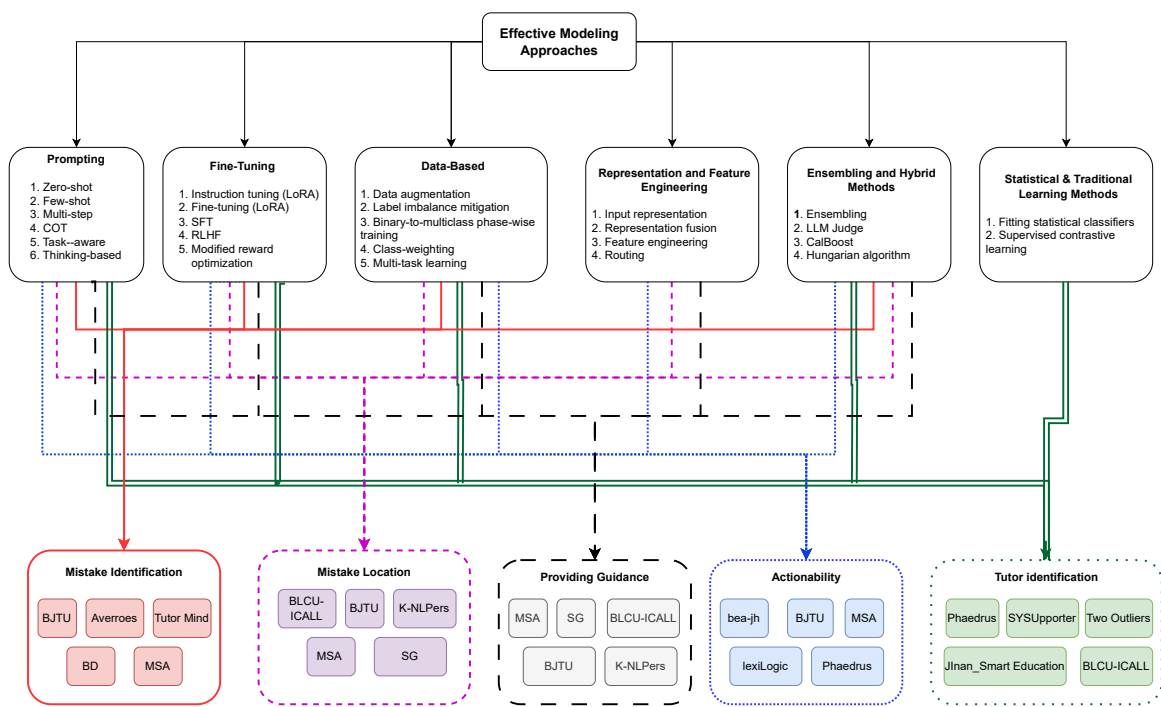 Effective Modeling
Approaches
Prompting
1. Zero-shot
2. Few-shot
3. Multi-step
4. COT
5. Task--aware
6. Thinking-based
Fine-Tuning
1. Instruction tuning (LoRA)
2. Fine-tuning (LoRA)
3. SFT
4. RLHF
5. Modified reward
optimization
Data-Based
1. Data augmentation
2. Label imbalance mitigation
3. Binary-to-multiclass phase-wise
training
4. Class-weighting
5. Multi-task learning
Representation and Feature
Engineering
1. Input representation
2. Representation fusion
3. Feature engineering
4. Routing
Ensembling and Hybrid
Methods
1. Ensembling
2. LLM Judge
3. CalBoost
4. Hungarian algorithm
Statistical & Traditional
Learning Methods
1. Fitting statistical classifiers
2. Supervised contrastive
learning
Mistake Identification
BJTU
Averroes
Tutor Mind
BD
MSA
Mistake Location
BLCU-
ICALL
BJTU
K-NLPers
MSA
SG
Providing Guidance
MSA
SG
BLCU-ICALL
BJTU
K-NLPers
Actionability
bea-jh
BJTU
MSA
lexiLogic
Phaedrus
Tutor identification
Phaedrus
SYSUpporter
Two Outliers
JInan_Smart Education
BLCU-ICALL